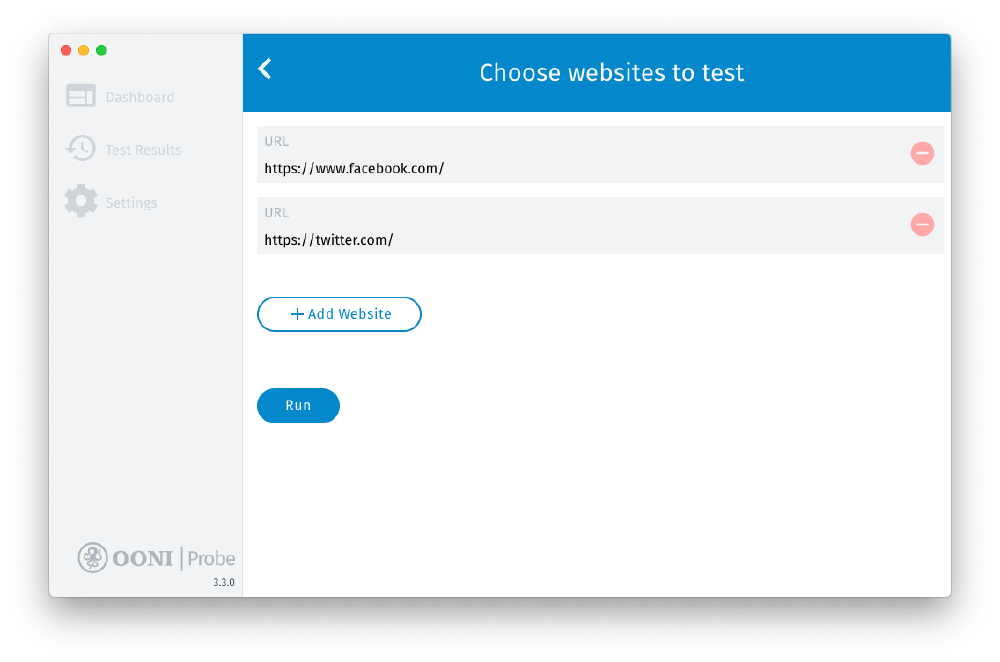 Choose websites to test
Dashboard
Test Results
Settings
URL
https://www.facebook.com/
URL
https://twitter.com/
+ Add Website
Run
OONI | Probe
3.3.0